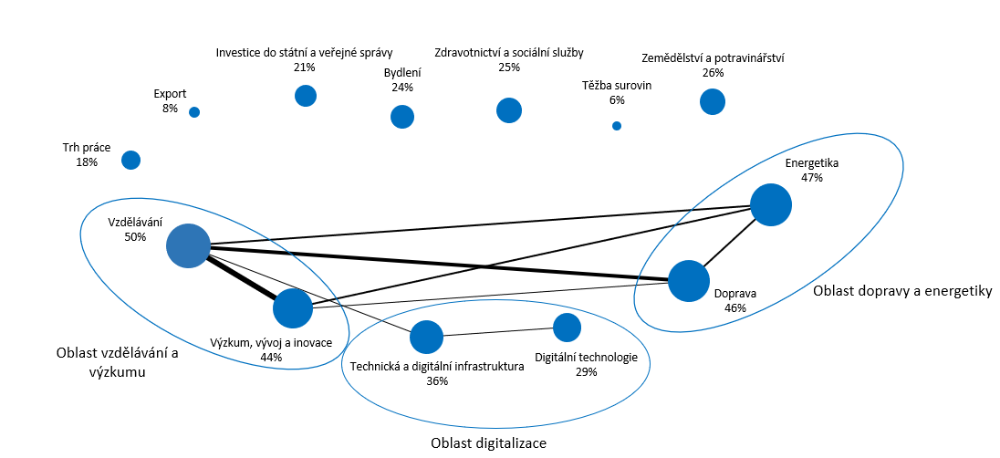 Investice do státní a veřejné správy
21%
Bydlení
24%
Zdravotnictví a sociální služby
25%
Zemědělství a potravinářství
26%
Export
8%
Těžba surovin
6%
Trh práce
18%
Energetika
47%
Vzdělávání
50%
Doprava
46%
Oblast dopravy a energetiky
Výzkum, vývoj a inovace
44%
Oblast vzdělávání a
výzkumu
Technická a digitální infrastruktura
36%
Digitální technologie
29%
Oblast digitalizace